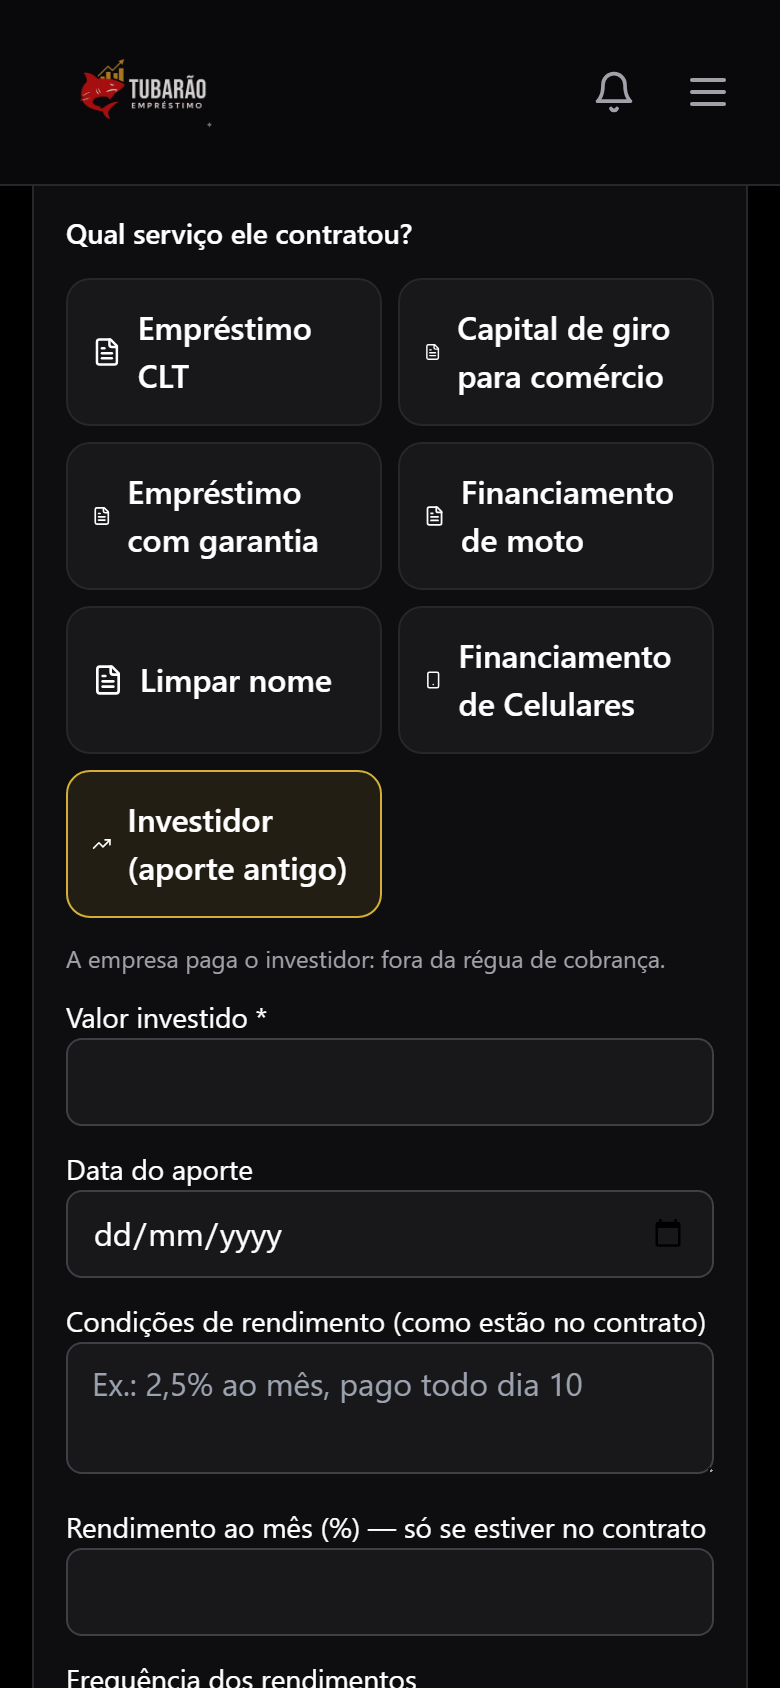 TUBARÃO
EMPRÉSTIMO
Qual serviço ele contratou?
Empréstimo
CLT
Capital de giro
para comércio
Empréstimo
com garantia
Financiamento
de moto
Limpar nome
Financiamento
de Celulares
Investidor
(aporte antigo)
A empresa paga o investidor: fora da régua de cobrança.
Valor investido *
Data do aporte
dd/mm/yyyy
Condições de rendimento (como estão no contrato)
Ex.: 2,5% ao mês, pago todo dia 10
Rendimento ao mês (%) — só se estiver no contrato
Frequência dos rendimentos